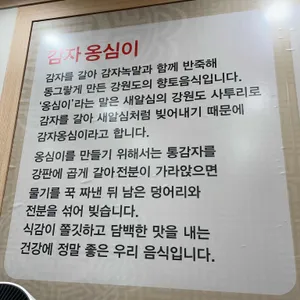 감자 옹심이
감자를 갈아 감자녹말과 함께 반죽해
동그랗게 만든 강원도의 향토음식입니다.
'옹심이'라는 말은 새알심의 강원도 사투리로
감자를 갈아 새알심처럼 빚어내기 때문에
감자옹심이라고 합니다.
옹심이를 만들기 위해서는 통감자를
강판에 곱게 갈아 전분이 가라앉으면
물기를 꾹 짜낸 뒤 남은 덩어리와
전분을 섞어 빚습니다.
식감이 쫄깃하고 담백한 맛을 내는
건강에 정말 좋은 우리 음식입니다.